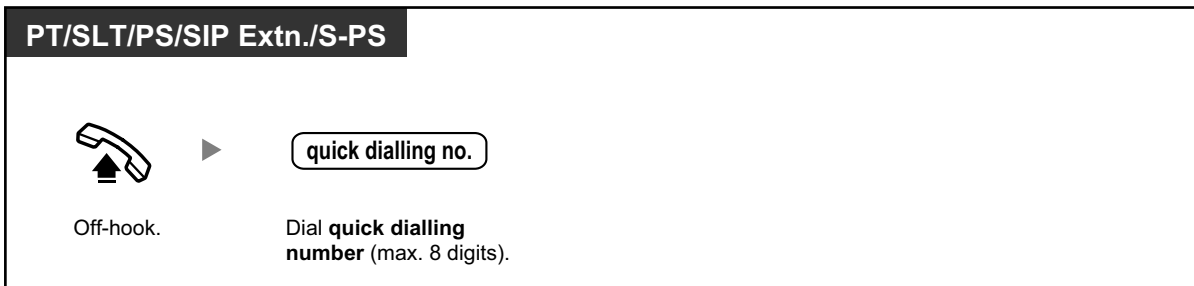 PT/SLT/PS/SIP Extn./S-PS
quick dialling no.
Off-hook.
Dial quick dialling
number (max. 8 digits).